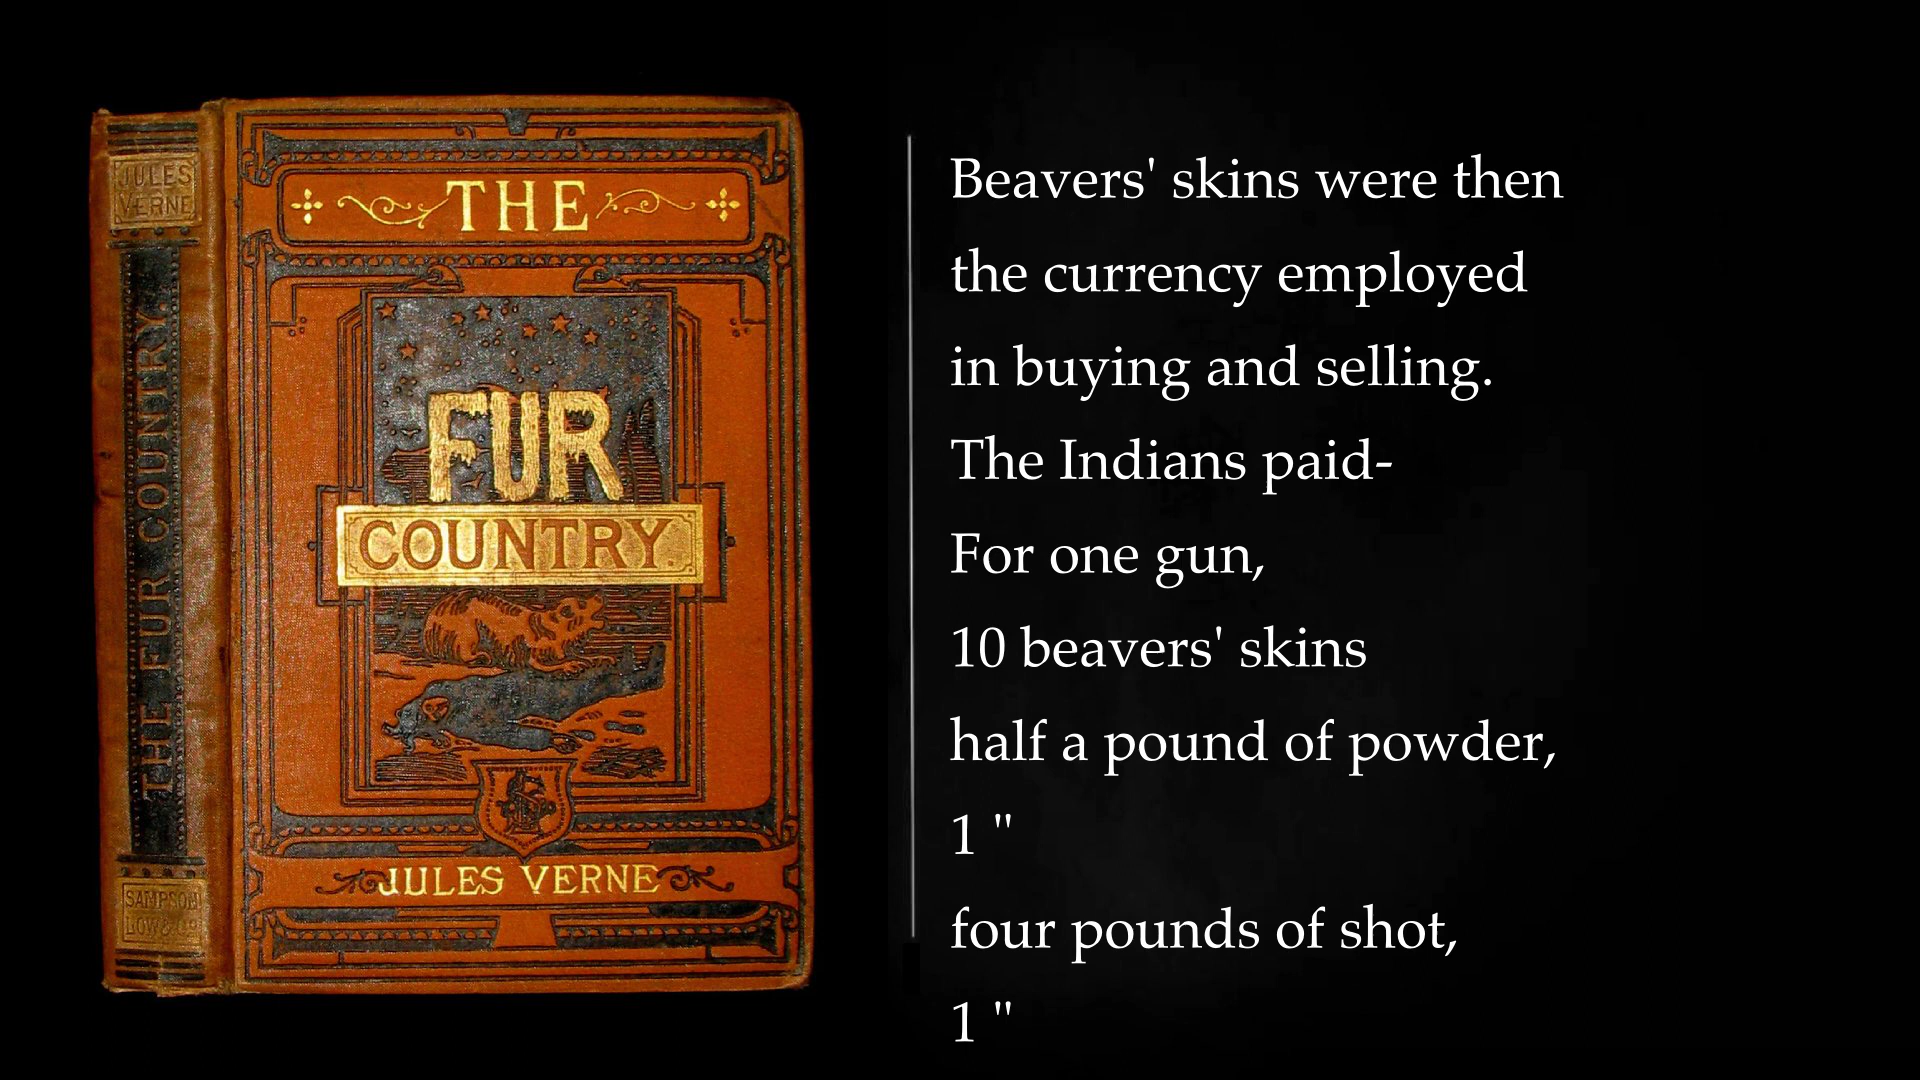 JULES
VERNE
THE FUR COUNTRY.
SAMPSON
LOW & Co
THE
FUR
COUNTRY.
JULES VERNE
Beavers' skins were then
the currency employed
in buying and selling.
The Indians paid-
For one gun,
10 beavers' skins
half a pound of powder,
1 "
four pounds of shot,
1 "